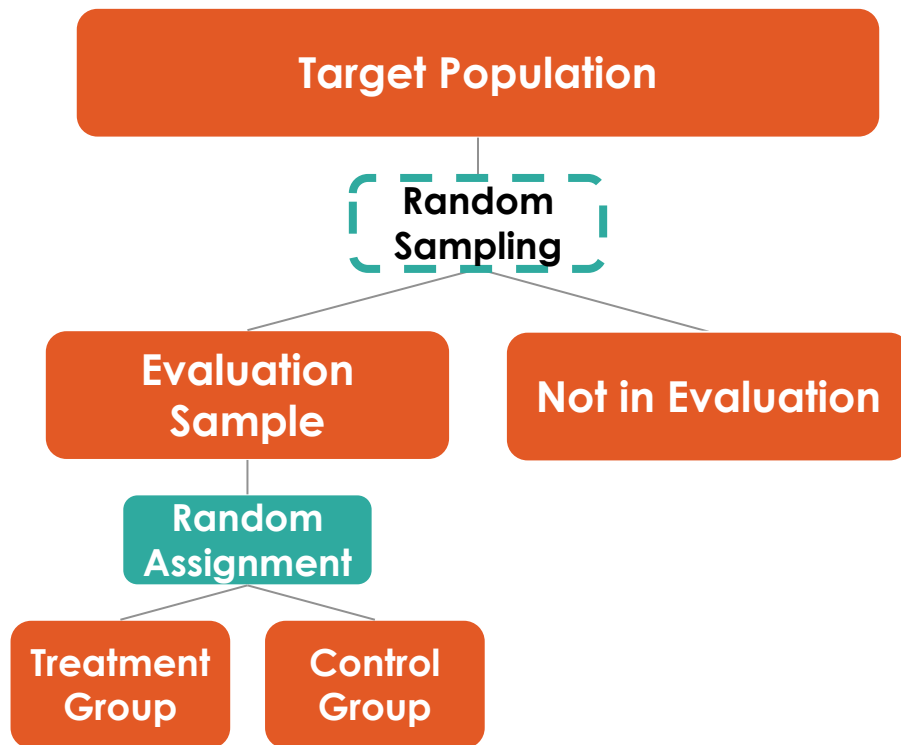 Target Population
Random
Sampling
Evaluation
Sample
Not in Evaluation
Random
Assignment
Treatment
Group
Control
Group